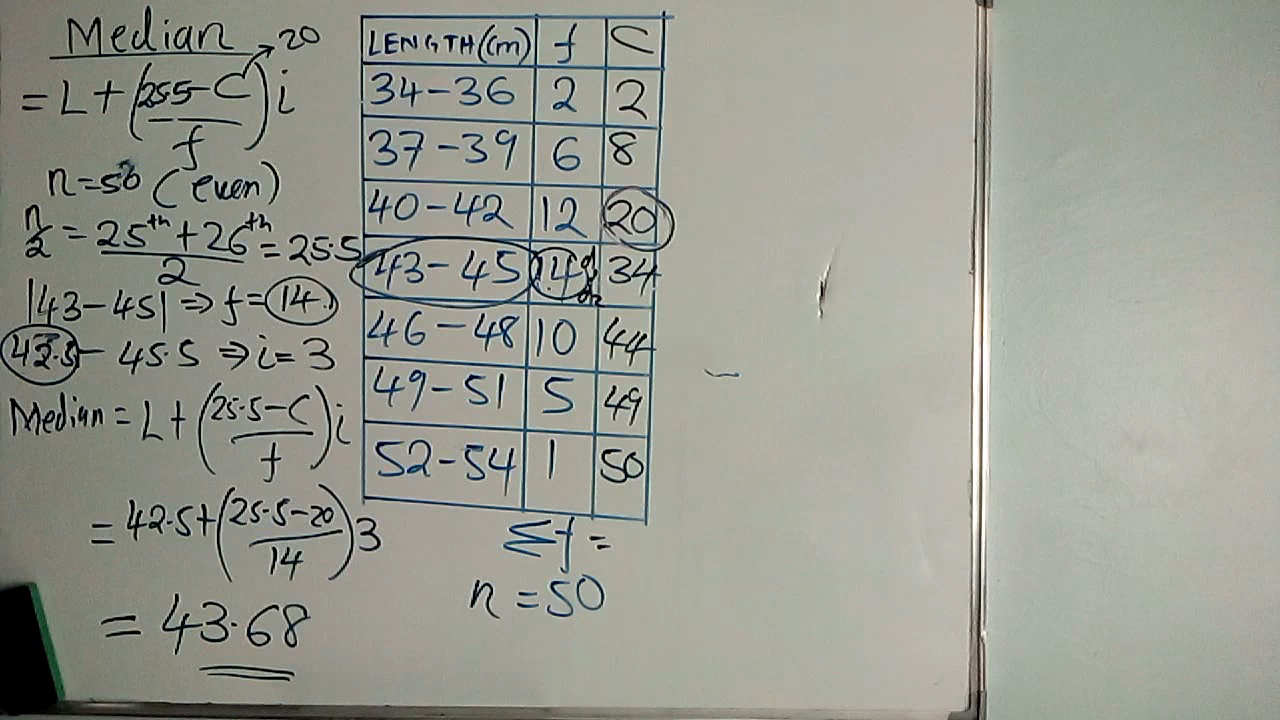 Median
= L + (25.5 - C / f) i → 20
n = 50 (even)
n/2 = 25th + 26th / 2 = 25.5
|43 - 45| ⇒ f = 14.
42.5 - 45.5 ⇒ i = 3
Median = L + (25.5 - C / f) i
= 42.5 + (25.5 - 20 / 14) 3
= 43.68
LENGTH (cm) f C
34 - 36 2 2
37 - 39 6 8
40 - 42 12 20
43 - 45 14 34
46 - 48 10 44
49 - 51 5 49
52 - 54 1 50
Σf =
n = 50